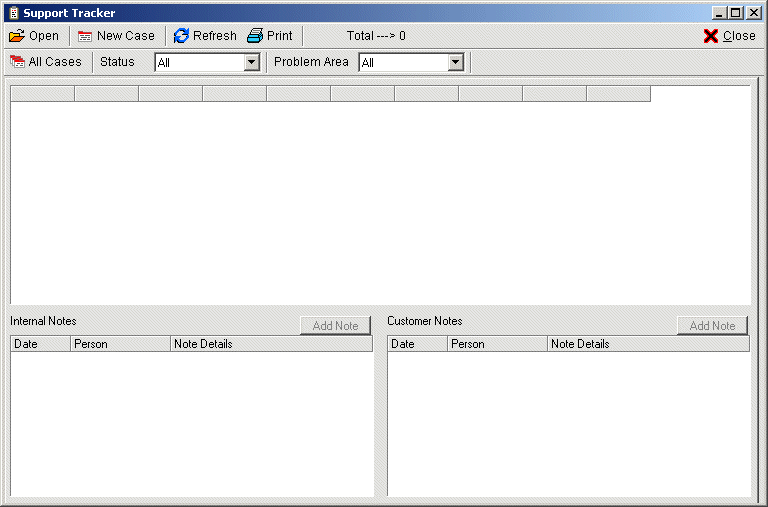 Support Tracker
Open New Case Refresh Print Total ---> 0 Close
All Cases Status All Problem Area All
Internal Notes Add Note Customer Notes Add Note
Date Person Note Details Date Person Note Details